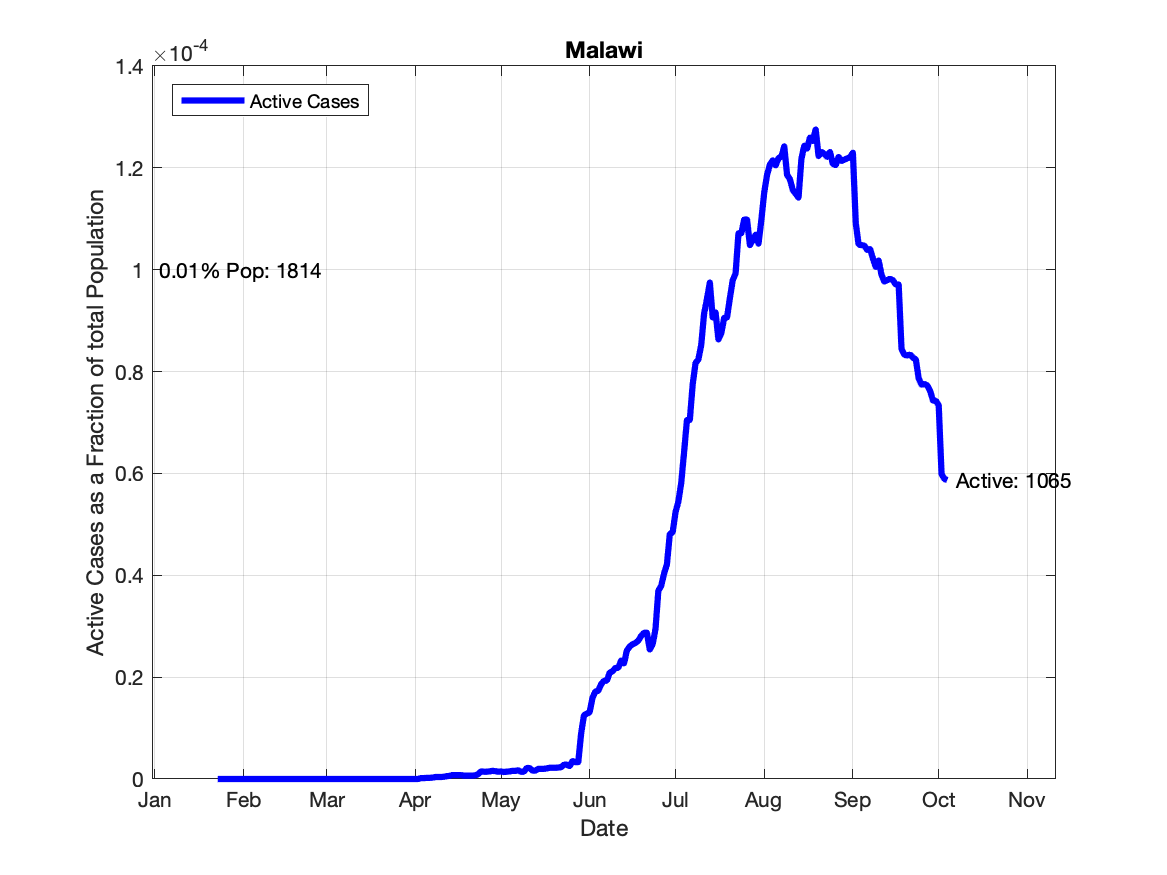 Malawi
×10-4
1.4
1.2
1
0.8
0.6
0.4
0.2
0
Active Cases as a Fraction of total Population
Active Cases
0.01% Pop: 1814
Active: 1065
Jan Feb Mar Apr May Jun Jul Aug Sep Oct Nov
Date